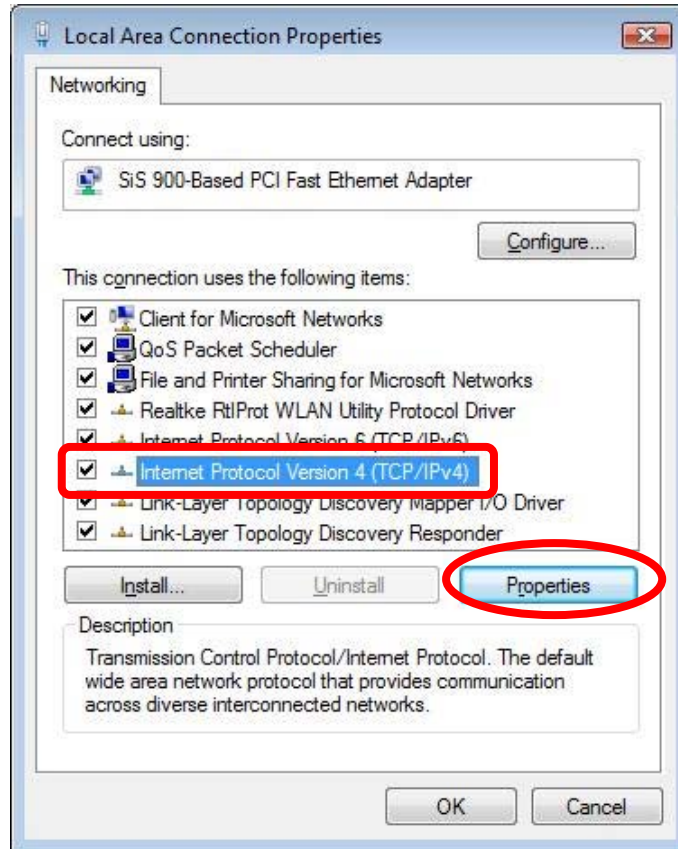 Local Area Connection Properties
Networking
Connect using:
SiS 900-Based PCI Fast Ethernet Adapter
Configure...
This connection uses the following items:
Client for Microsoft Networks
QoS Packet Scheduler
File and Printer Sharing for Microsoft Networks
Realtke RtlProt WLAN Utility Protocol Driver
Internet Protocol Version 6 (TCP/IPv6)
Internet Protocol Version 4 (TCP/IPv4)
Link-Layer Topology Discovery Mapper I/O Driver
Link-Layer Topology Discovery Responder
Install...
Uninstall
Properties
Description
Transmission Control Protocol/Internet Protocol. The default
wide area network protocol that provides communication
across diverse interconnected networks.
OK
Cancel